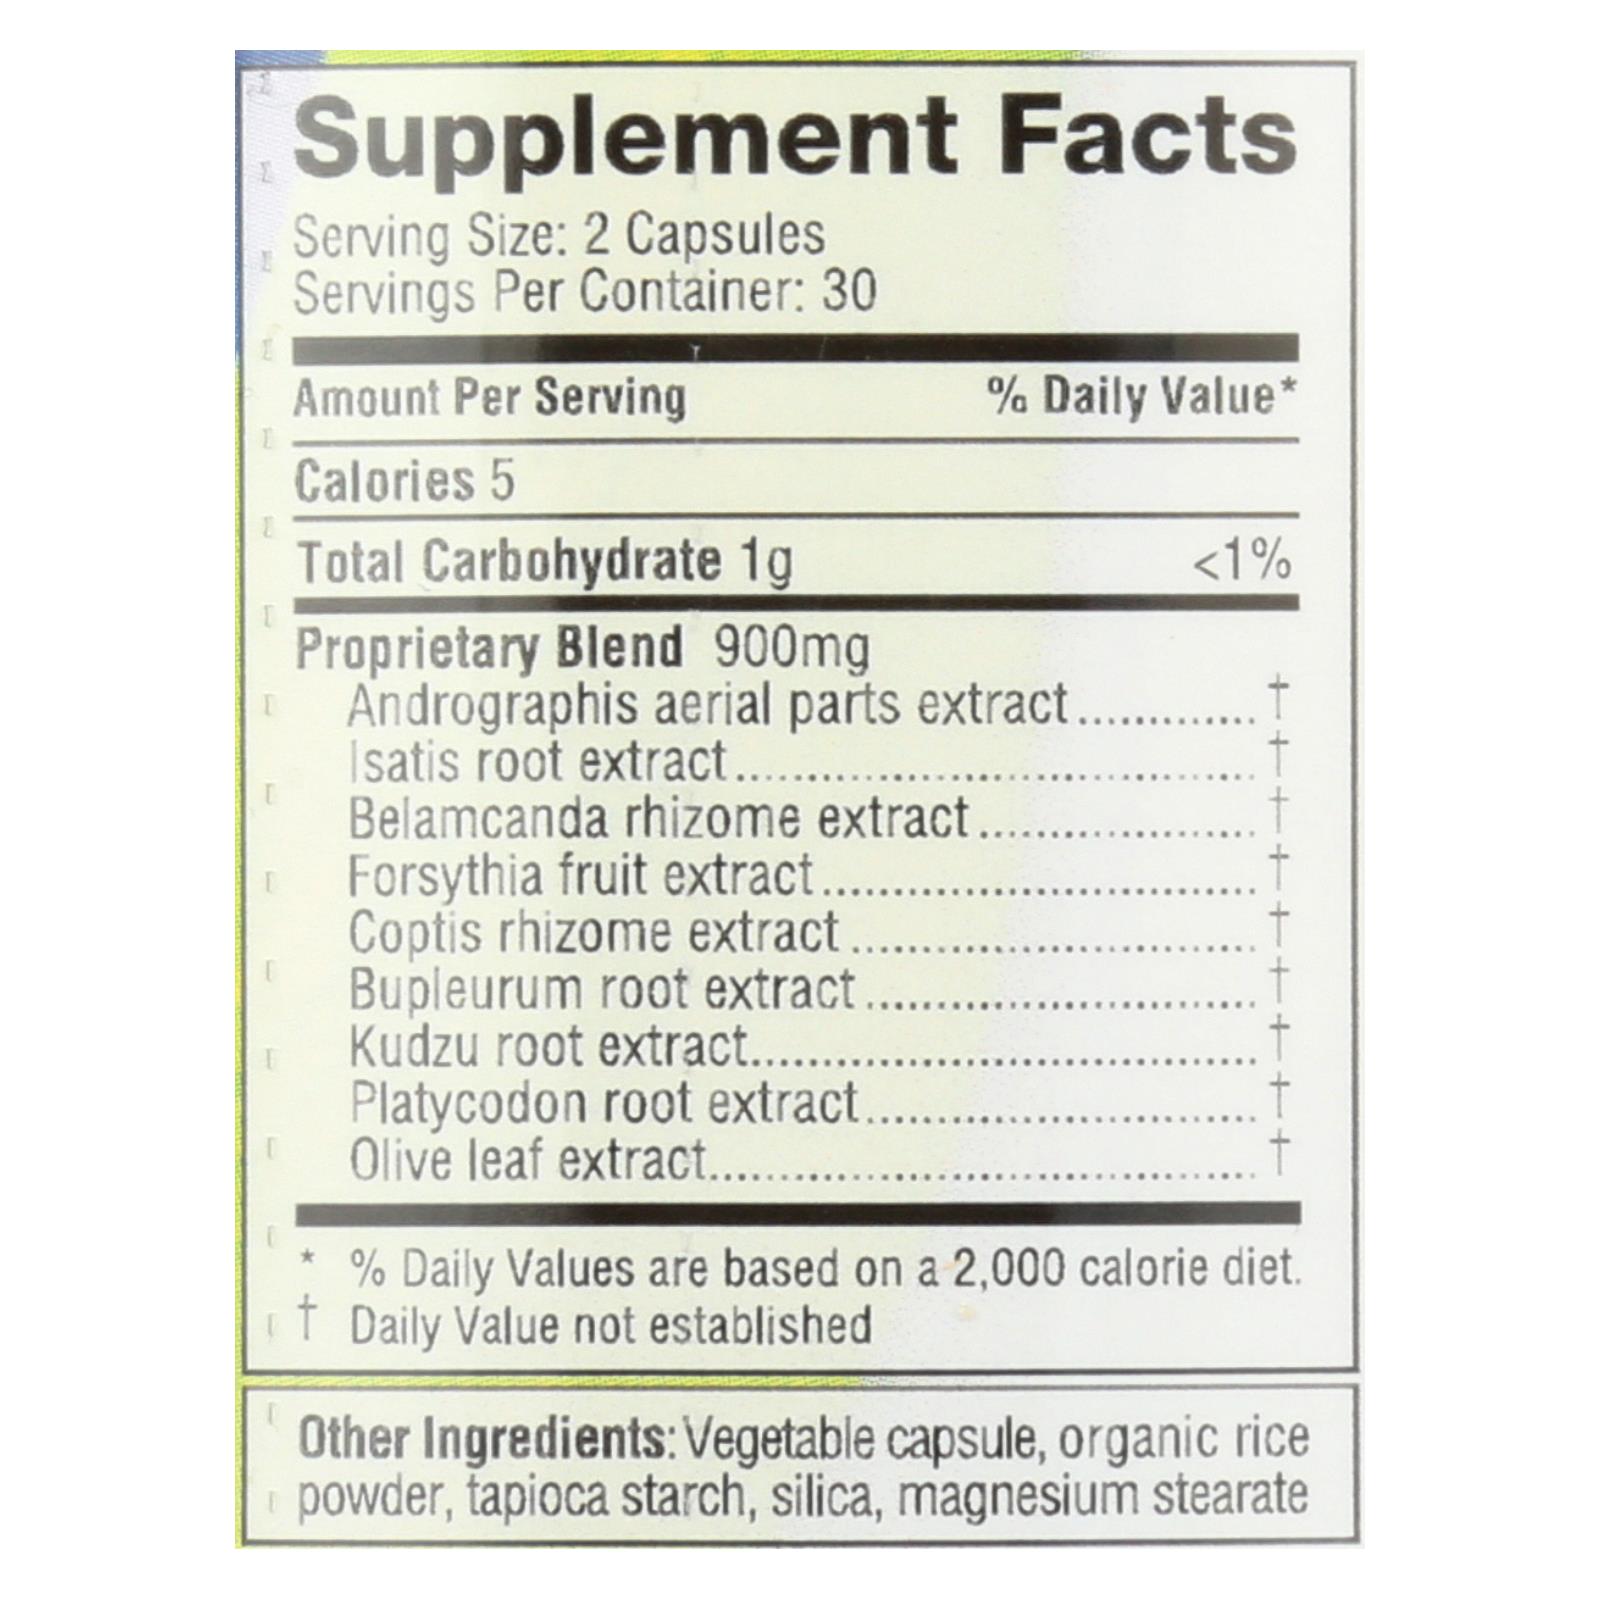 Supplement Facts
Serving Size: 2 Capsules
Servings Per Container: 30
Amount Per Serving % Daily Value*
Calories 5
Total Carbohydrate 1g <1%
Proprietary Blend 900mg
Andrographis aerial parts extract............. †
Isatis root extract.................................... †
Belamcanda rhizome extract.................... †
Forsythia fruit extract............................... †
Coptis rhizome extract ............................. †
Bupleurum root extract ............................ †
Kudzu root extract.................................... †
Platycodon root extract............................ †
Olive leaf extract....................................... †
* % Daily Values are based on a 2,000 calorie diet.
† Daily Value not established
Other Ingredients: Vegetable capsule, organic rice
powder, tapioca starch, silica, magnesium stearate